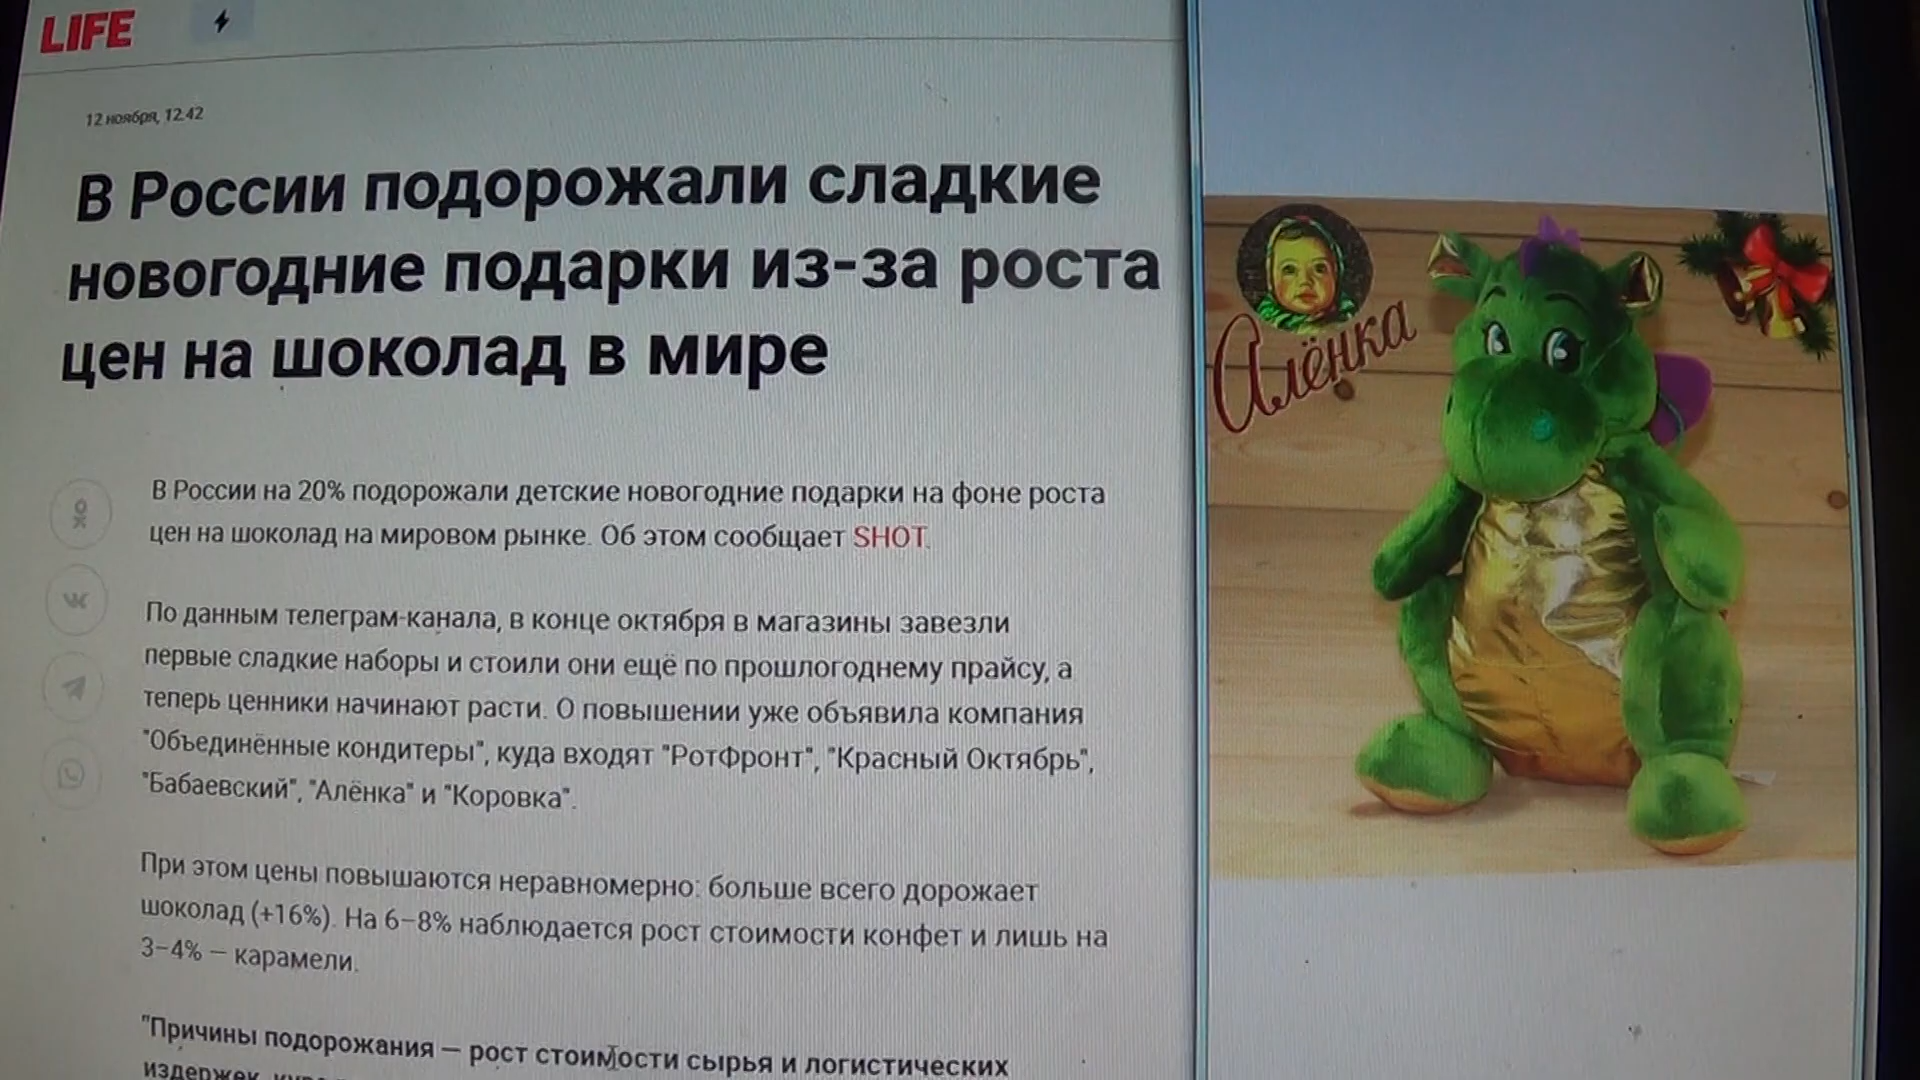 LIFE
12 ноября, 12:42
В России подорожали сладкие
новогодние подарки из-за роста
цен на шоколад в мире
В России на 20% подорожали детские новогодние подарки на фоне роста
цен на шоколад на мировом рынке. Об этом сообщает SHOT.
По данным телеграм-канала, в конце октября в магазины завезли
первые сладкие наборы и стоили они ещё по прошлогоднему прайсу, а
теперь ценники начинают расти. О повышении уже объявила компания
"Объединённые кондитеры", куда входят "РотФронт", "Красный Октябрь",
"Бабаевский", "Алёнка" и "Коровка".
При этом цены повышаются неравномерно: больше всего дорожает
шоколад (+16%). На 6–8% наблюдается рост стоимости конфет и лишь на
3–4% — карамели.
"Причины подорожания — рост стоимости сырья и логистических
издержек,
Алёнка